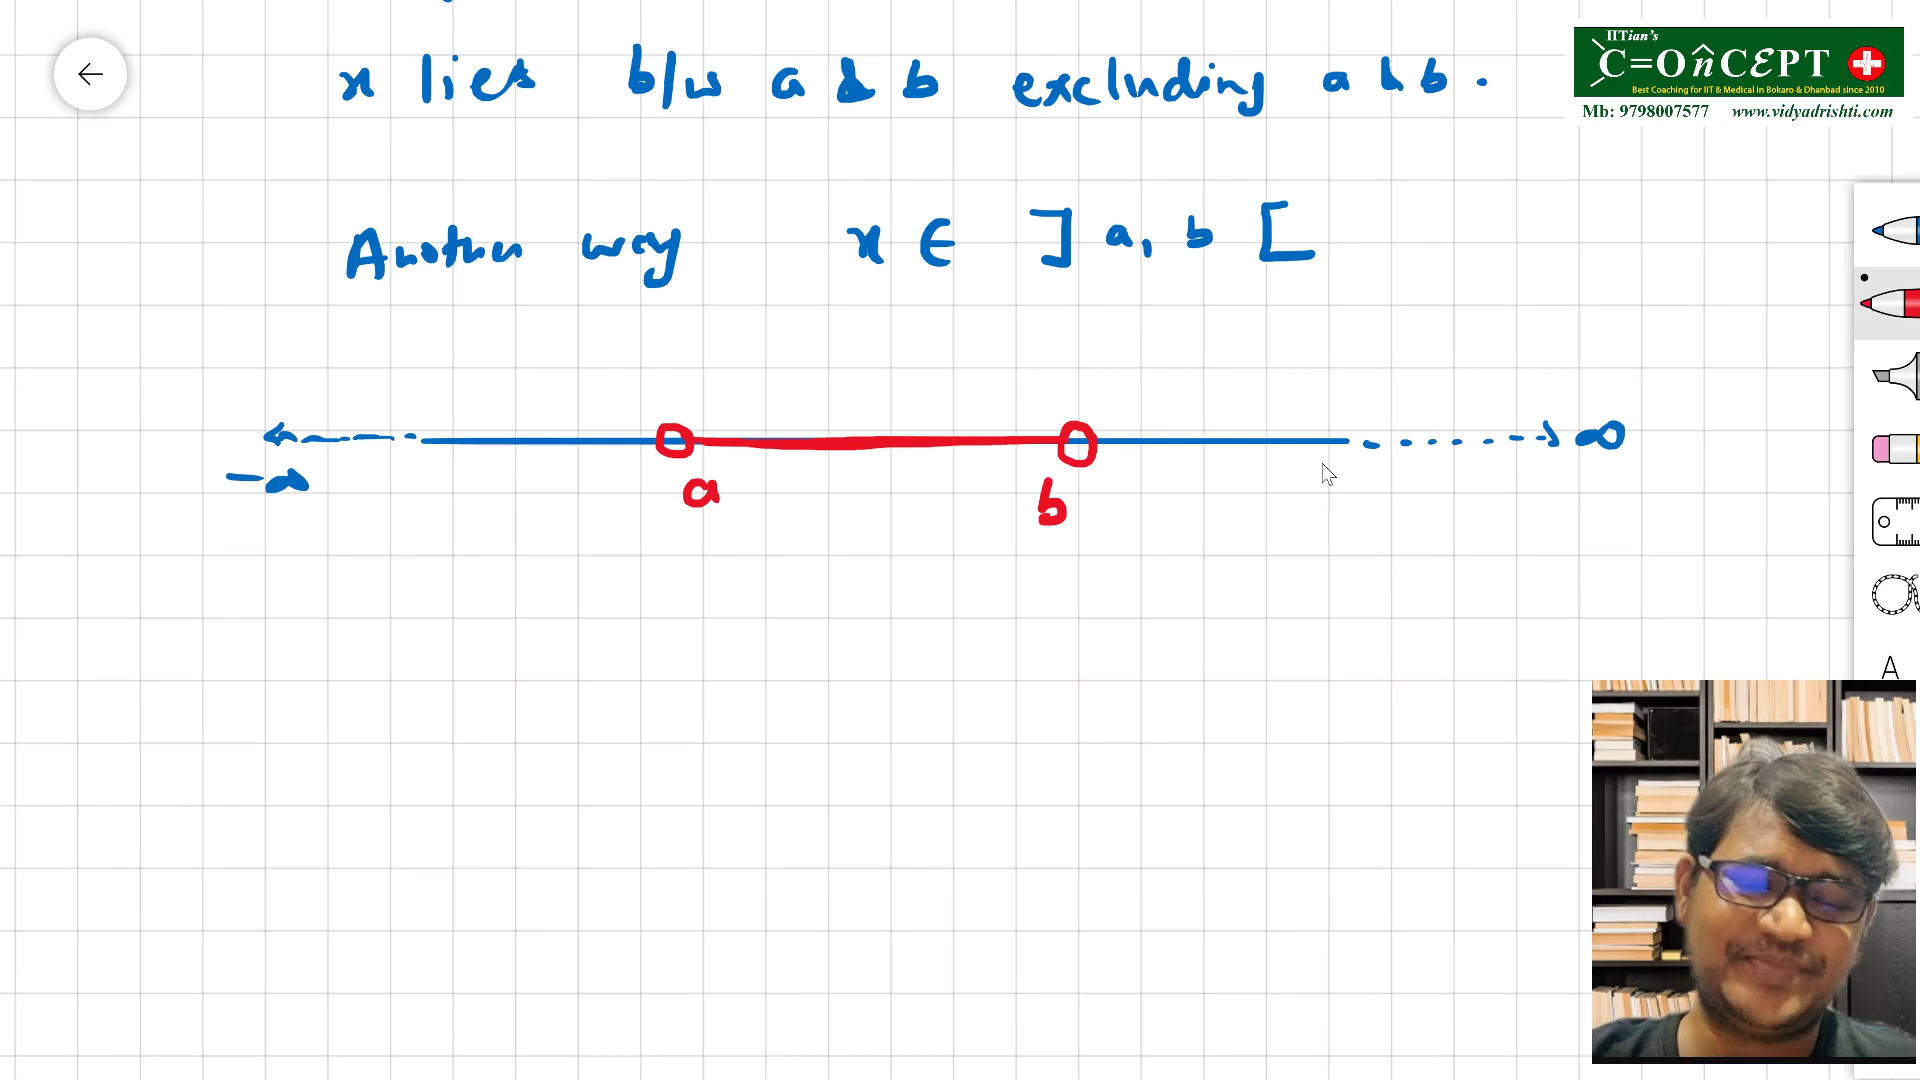 x lies b/w a & b excluding a & b.
IITian's
C=OnCEPT
Best Coaching for IIT & Medical in Bokaro & Dhanbad since 2010
Mb: 9798007577 www.vidyadrishti.com
Another way x ∈ ]a, b[
-∞ a b ∞
A